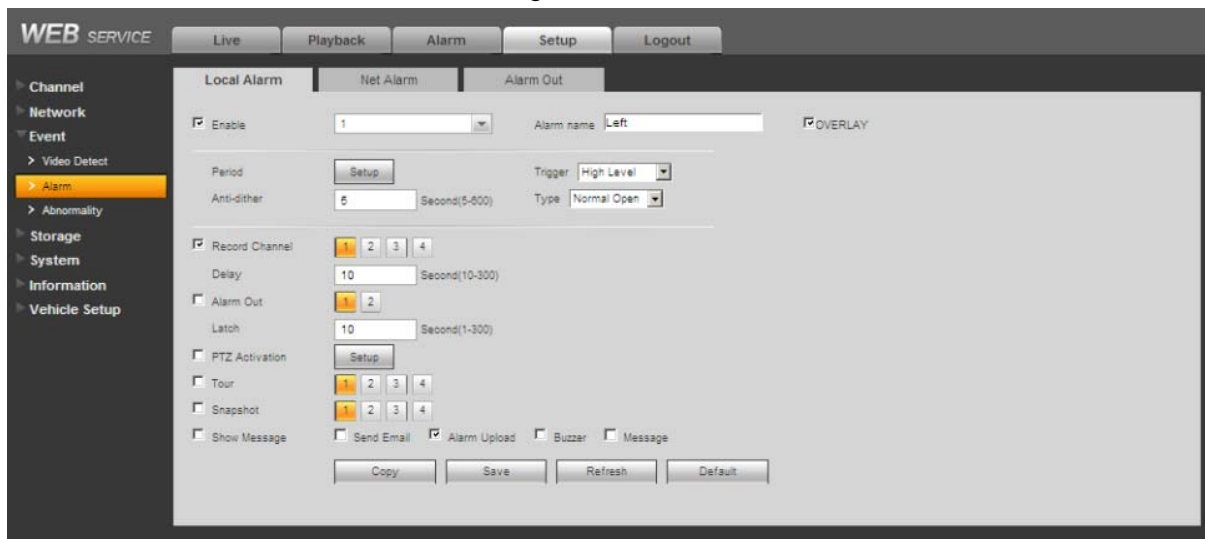 WEB SERVICE
Live Playback Alarm Setup Logout
Local Alarm Net Alarm Alarm Out
Channel
Network
Event
> Video Detect
> Alarm
> Abnormality
Storage
System
Information
Vehicle Setup
Enable 1 Alarm name Left OVERLAY
Period Setup Trigger High Level
Anti-dither 5 Second(5-600) Type Normal Open
Record Channel 1 2 3 4
Delay 10 Second(10-300)
Alarm Out 1 2
Latch 10 Second(1-300)
PTZ Activation Setup
Tour 1 2 3 4
Snapshot 1 2 3 4
Show Message Send Email Alarm Upload Buzzer Message
Copy Save Refresh Default